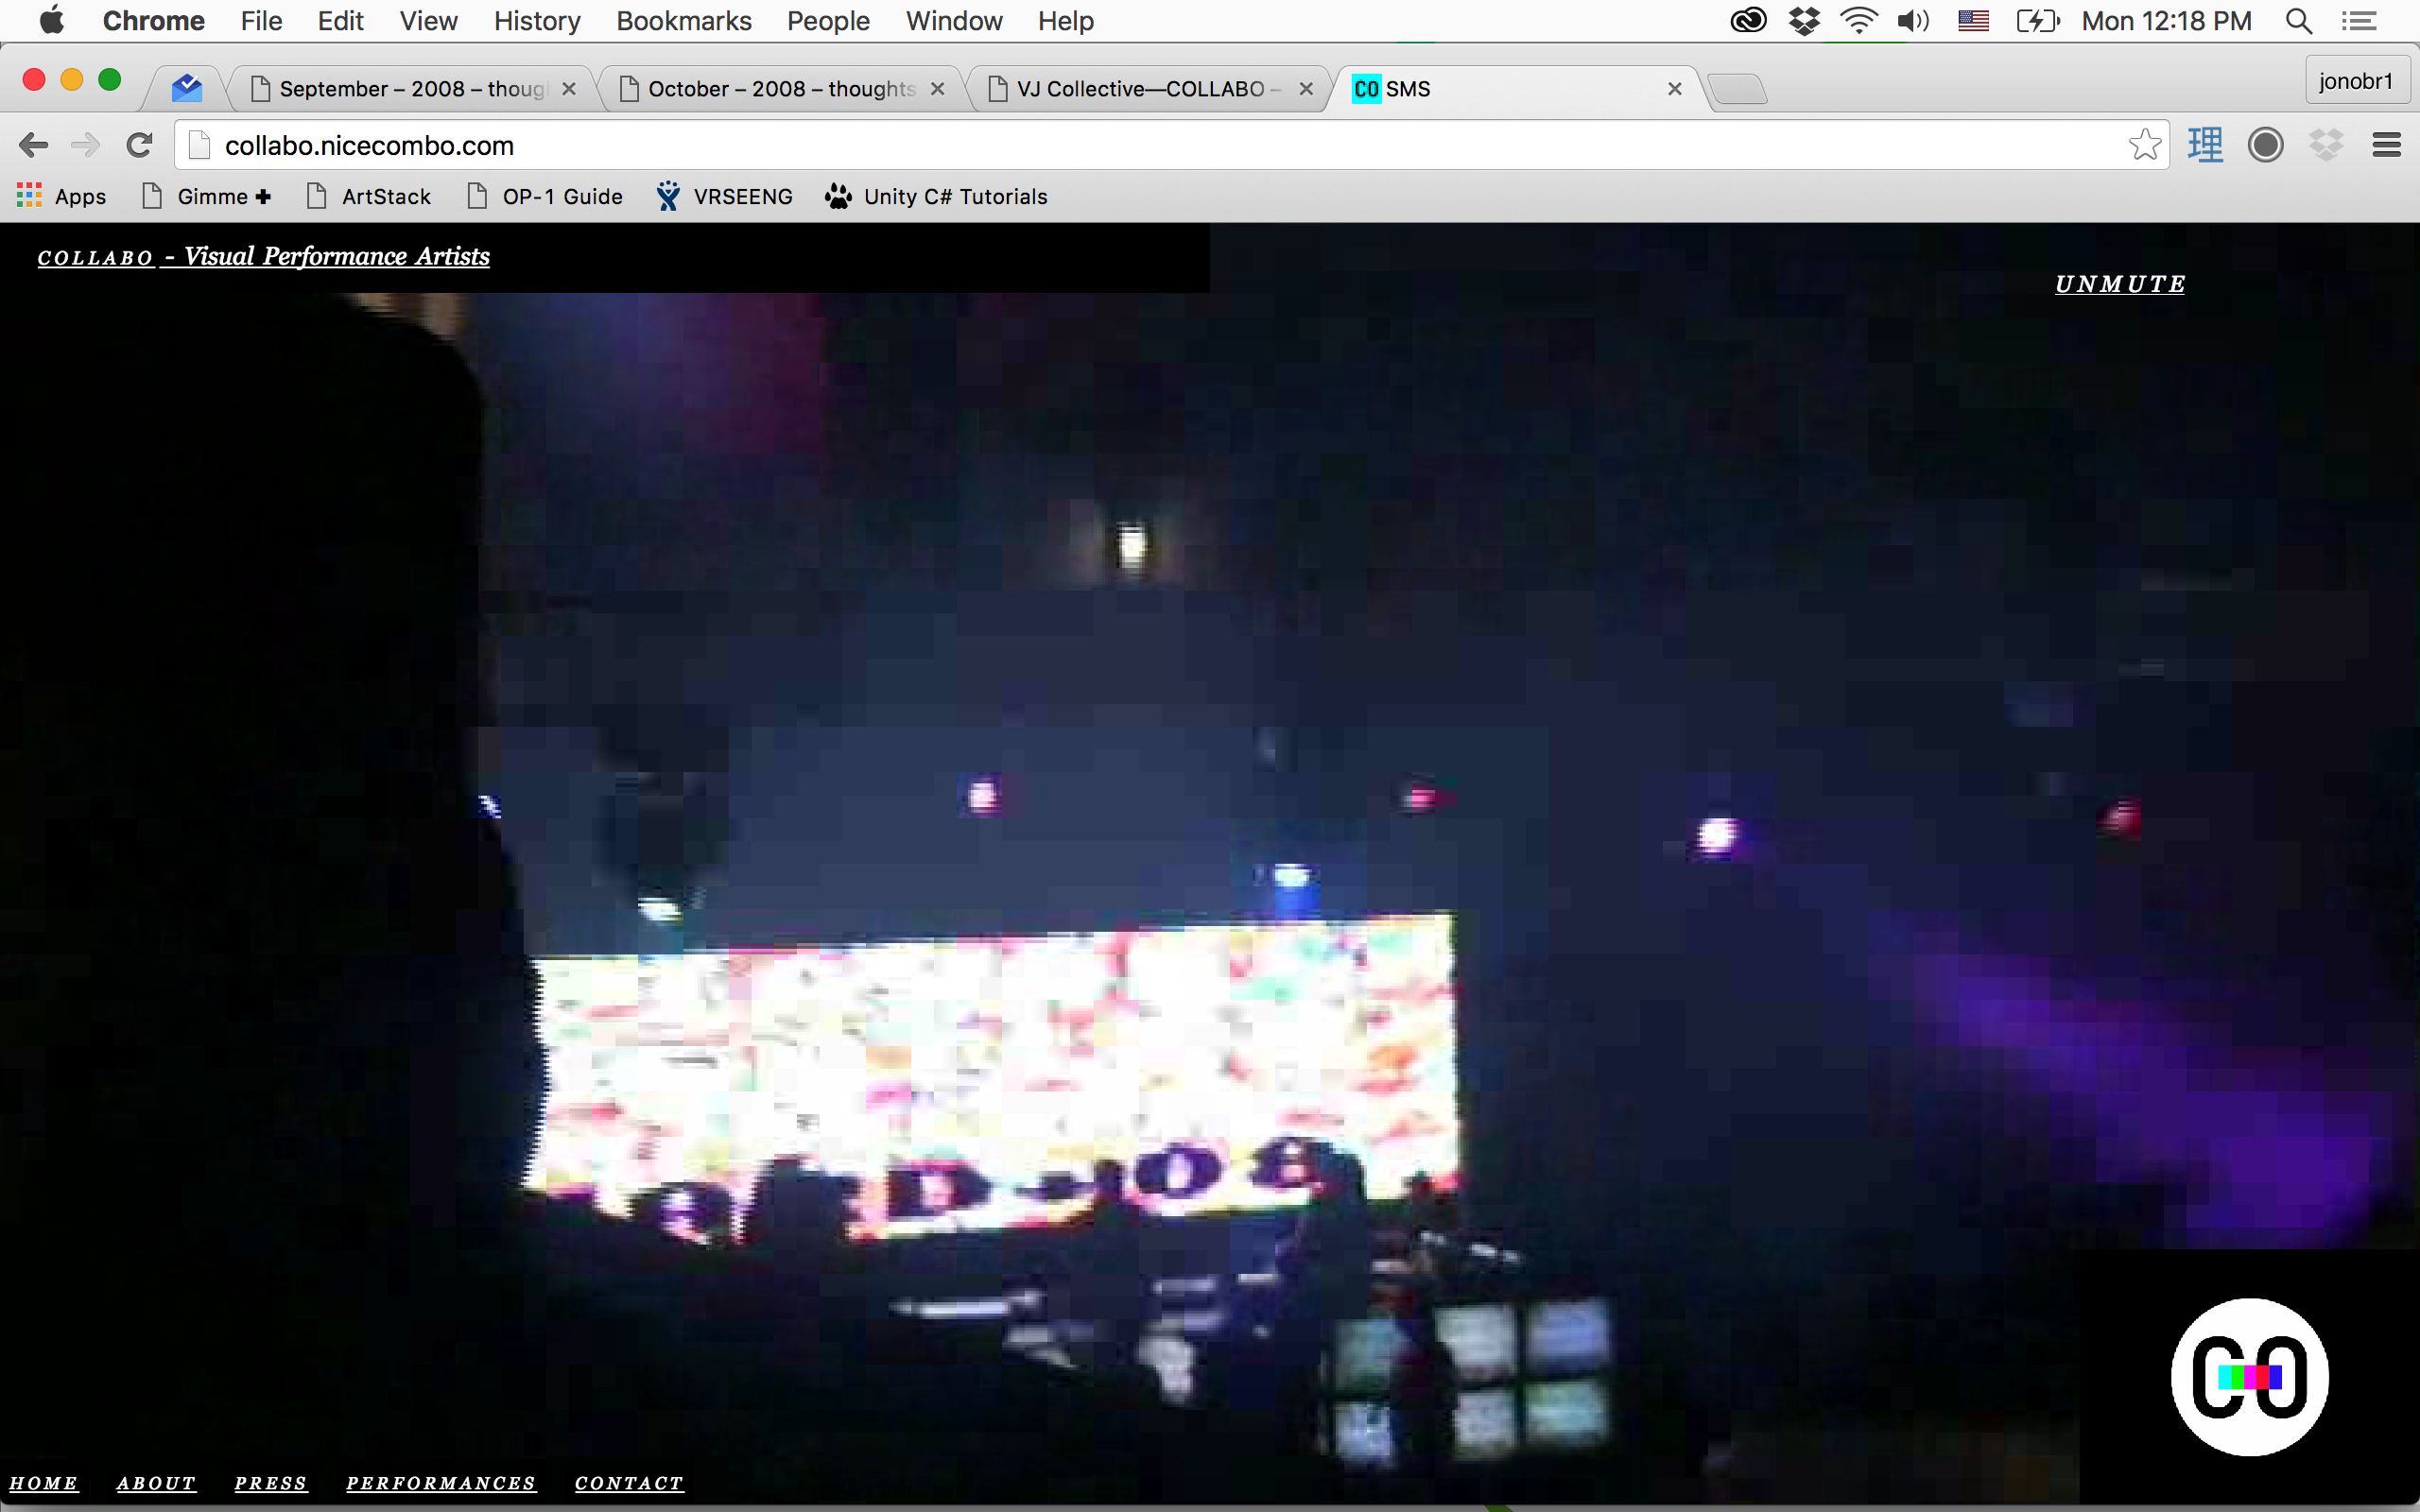 Chrome File Edit View History Bookmarks People Window Help Mon 12:18 PM
September – 2008 – thoug October – 2008 – thoughts VJ Collective—COLLABO – CO SMS jonobr1
collabo.nicecombo.com 理
Apps Gimme ✚ ArtStack OP-1 Guide VRSEENG Unity C# Tutorials
COLLABO - Visual Performance Artists
UNMUTE
CO
HOME ABOUT PRESS PERFORMANCES CONTACT